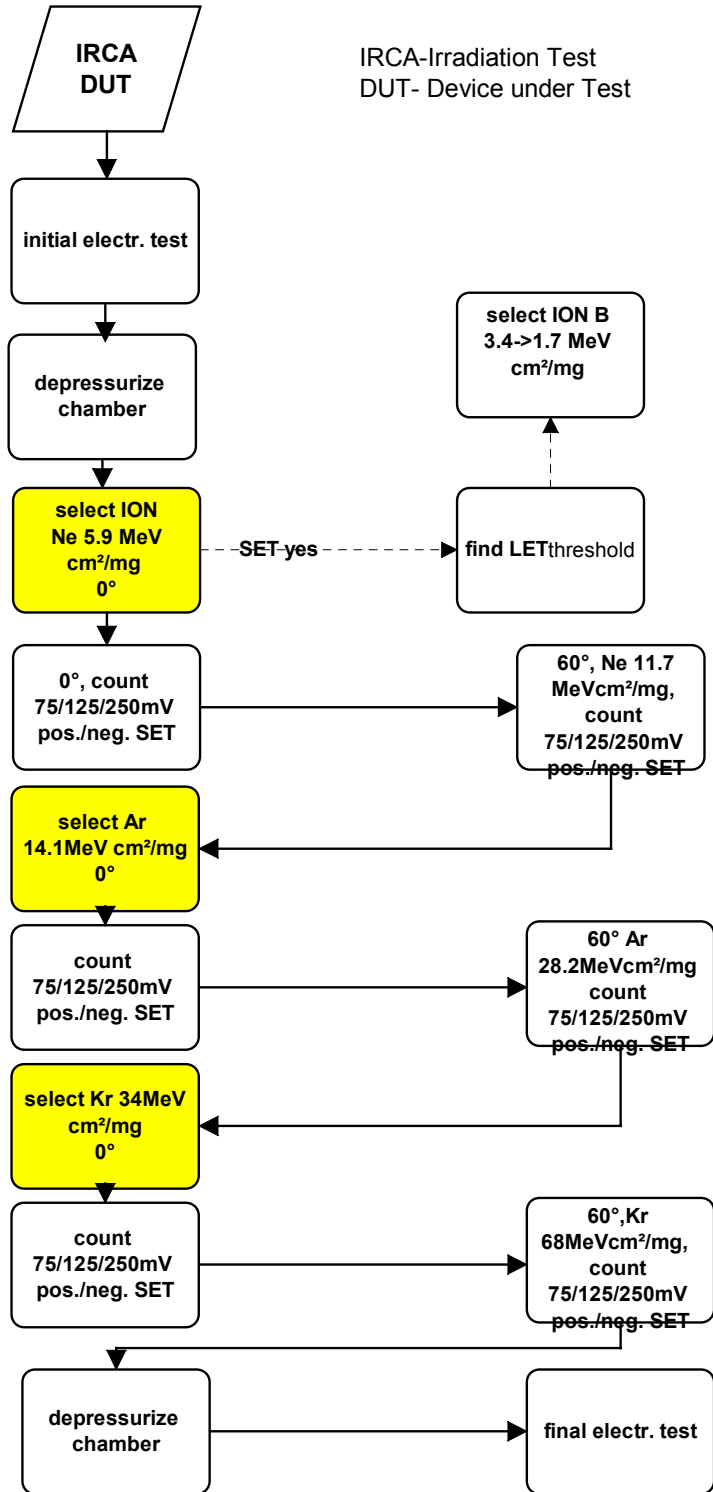 IRCA
DUT
IRCA-Irradiation Test
DUT- Device under Test
initial electr. test
depressurize
chamber
select ION B
3.4->1.7 MeV
cm²/mg
select ION
Ne 5.9 MeV
cm²/mg
0°
SET yes
find LETthreshold
0°, count
75/125/250mV
pos./neg. SET
60°, Ne 11.7
MeVcm²/mg,
count
75/125/250mV
pos./neg. SET
select Ar
14.1MeV cm²/mg
0°
count
75/125/250mV
pos./neg. SET
60° Ar
28.2MeVcm²/mg
count
75/125/250mV
pos./neg. SET
select Kr 34MeV
cm²/mg
0°
count
75/125/250mV
pos./neg. SET
60°,Kr
68MeVcm²/mg,
count
75/125/250mV
pos./neg. SET
depressurize
chamber
final electr. test